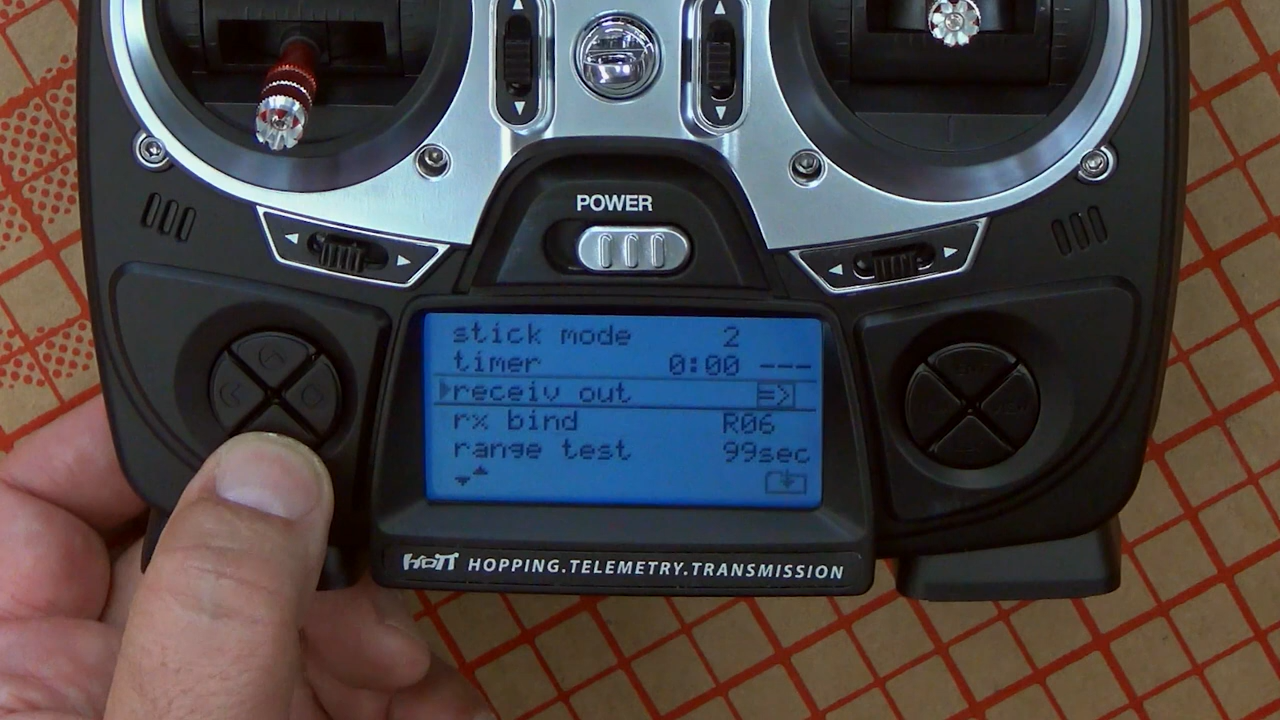 POWER
stick mode 2
timer 0:00 ---
receiv out =>
rx bind R06
range test 99sec
HoTT HOPPING.TELEMETRY.TRANSMISSION